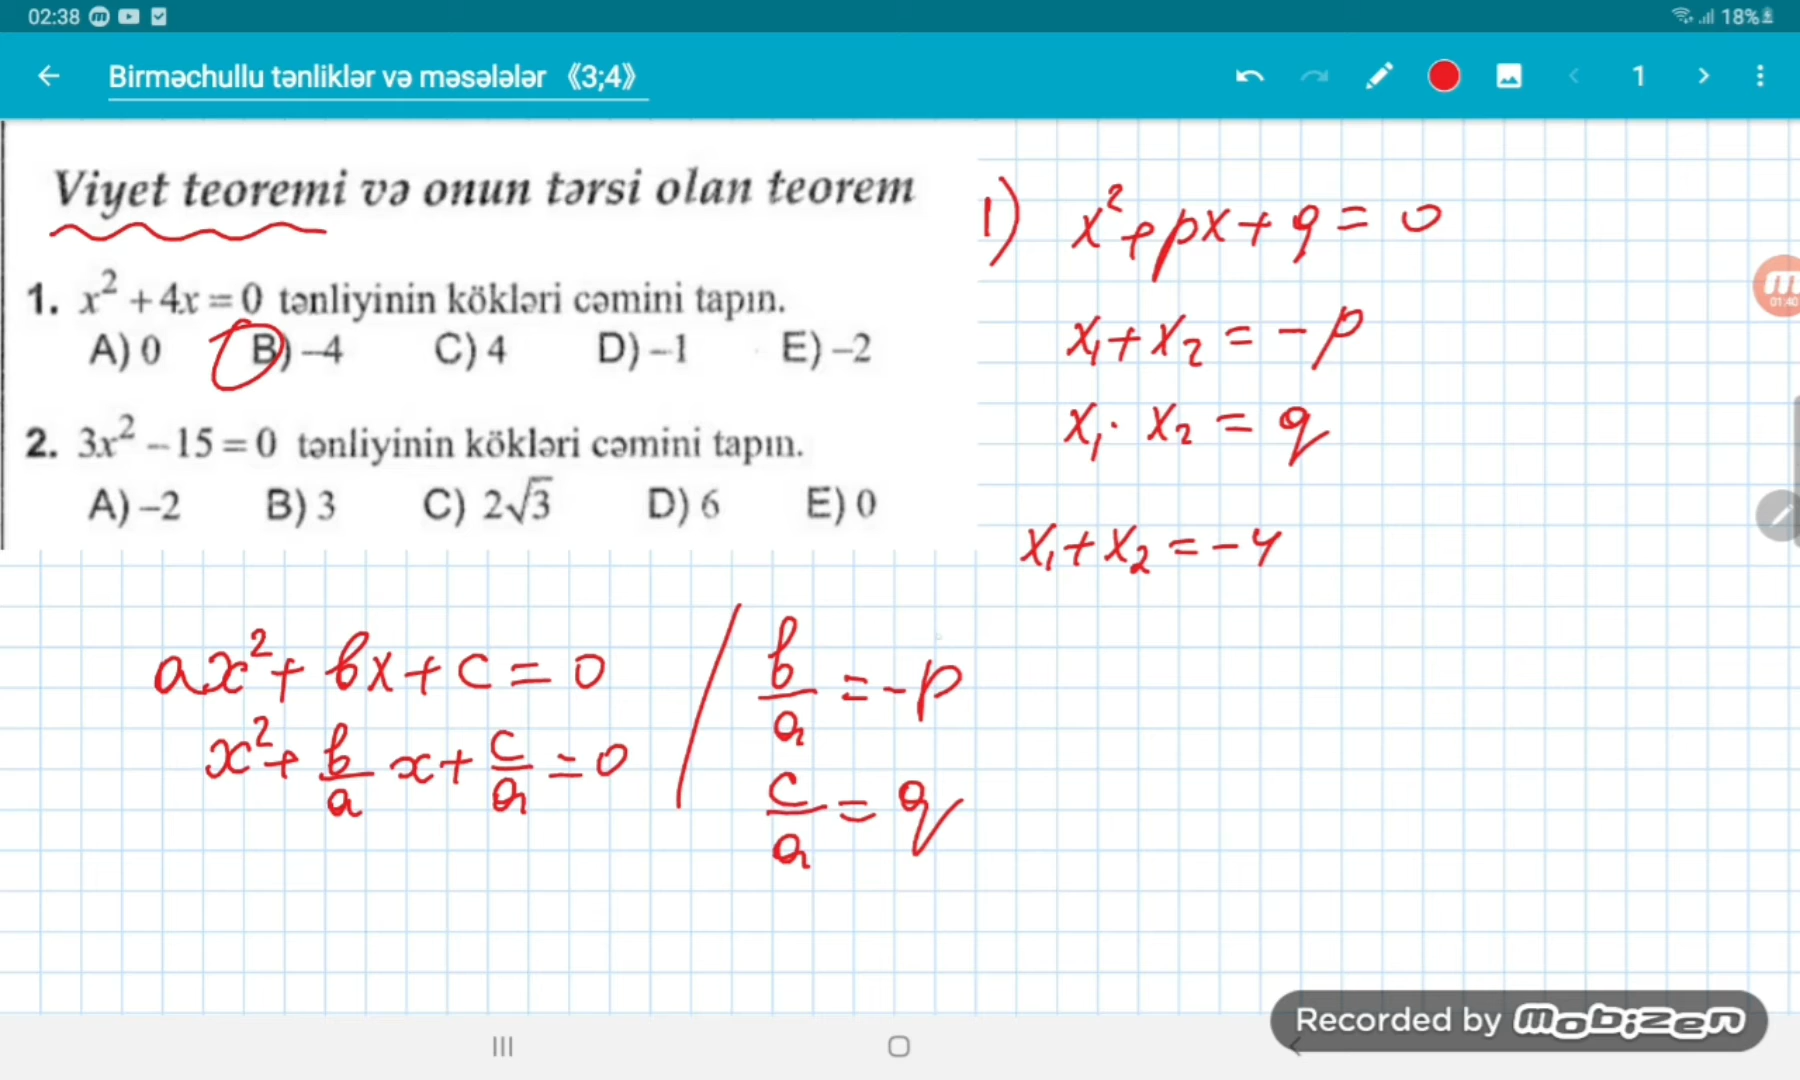 02:38
18%
Birməchullu tənliklər və məsələlər 《3;4》
1
Viyet teoremi və onun tərsi olan teorem
1. x² + 4x = 0 tənliyinin kökləri cəmini tapın.
A) 0 B) –4 C) 4 D) –1 E) –2
2. 3x² – 15 = 0 tənliyinin kökləri cəmini tapın.
A) –2 B) 3 C) 2√3 D) 6 E) 0
1) x² + px + q = 0
x₁ + x₂ = - p
x₁ · x₂ = q
x₁ + x₂ = - 4
ax² + bx + c = 0
x² + b/a x + c/a = 0
b/a = - p
c/a = q
01:40
Recorded by mobizen